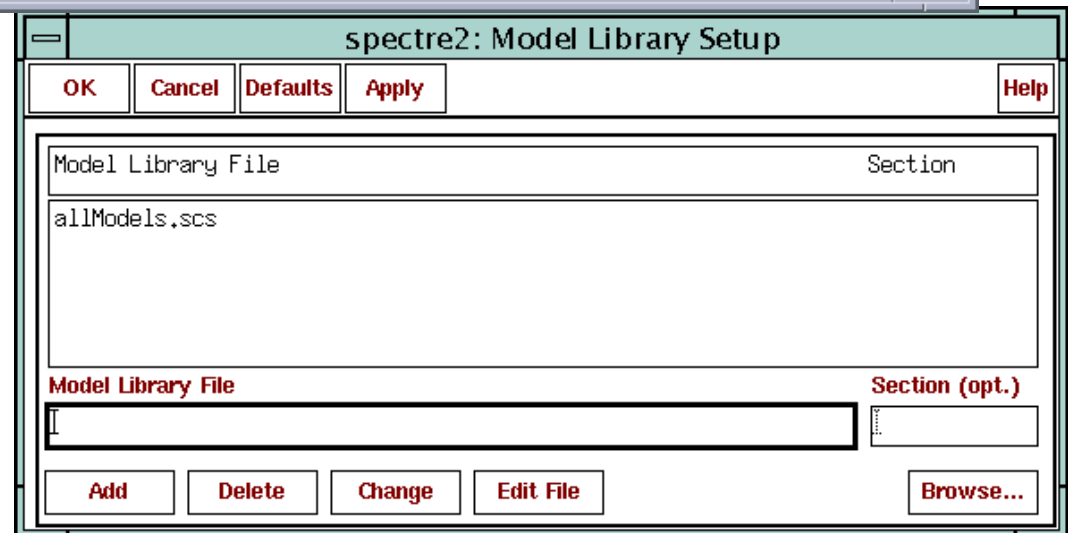 spectre2: Model Library Setup
OK Cancel Defaults Apply Help
Model Library File Section
allModels.scs
Model Library File Section (opt.)
Add Delete Change Edit File Browse...